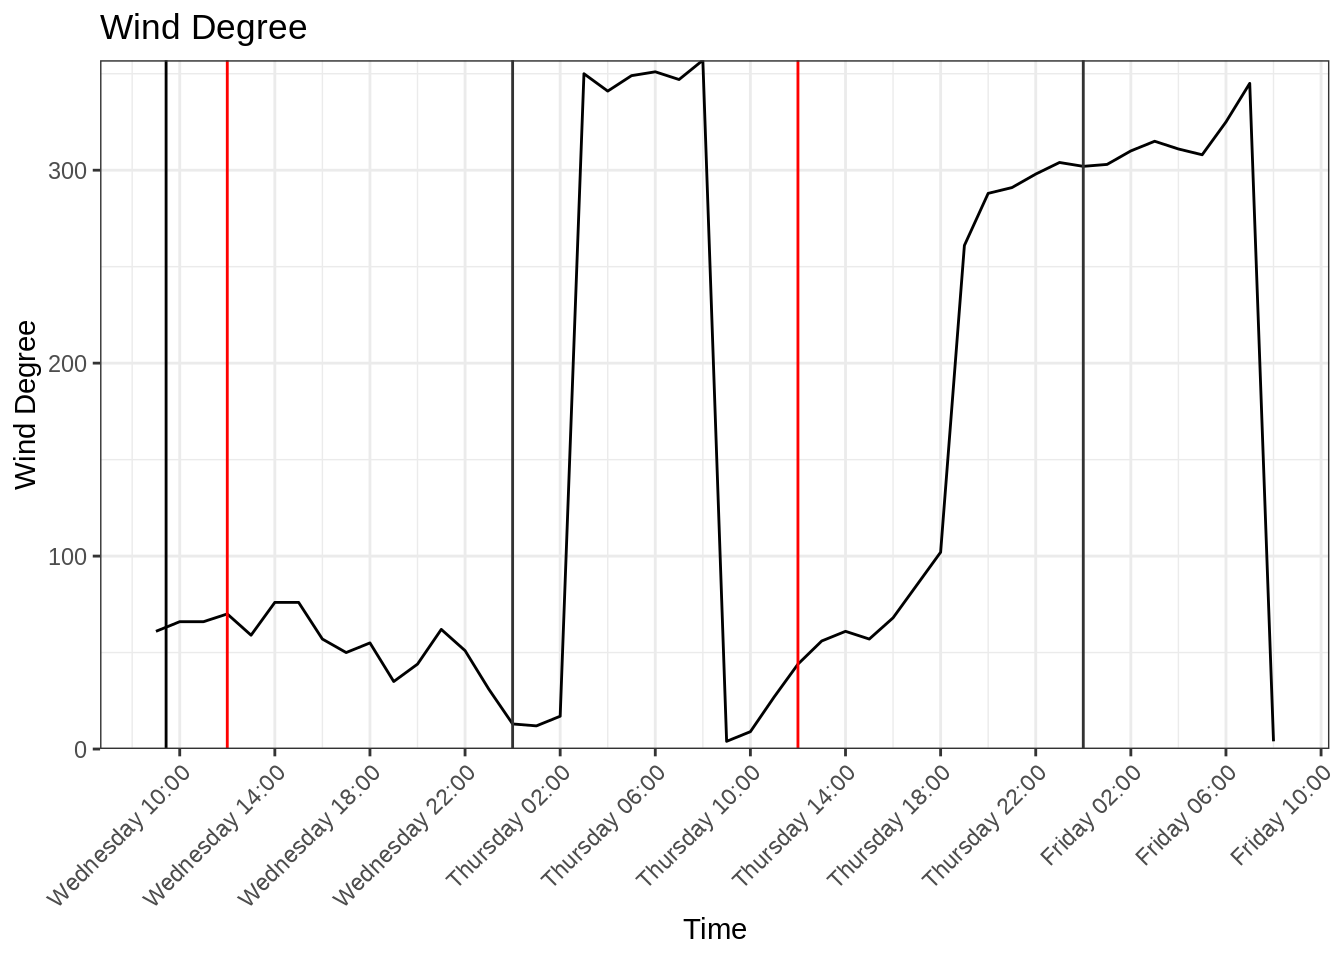 Wind Degree
Wind Degree
300
200
100
0
Wednesday 10:00
Wednesday 14:00
Wednesday 18:00
Wednesday 22:00
Thursday 02:00
Thursday 06:00
Thursday 10:00
Thursday 14:00
Thursday 18:00
Thursday 22:00
Friday 02:00
Friday 06:00
Friday 10:00
Time